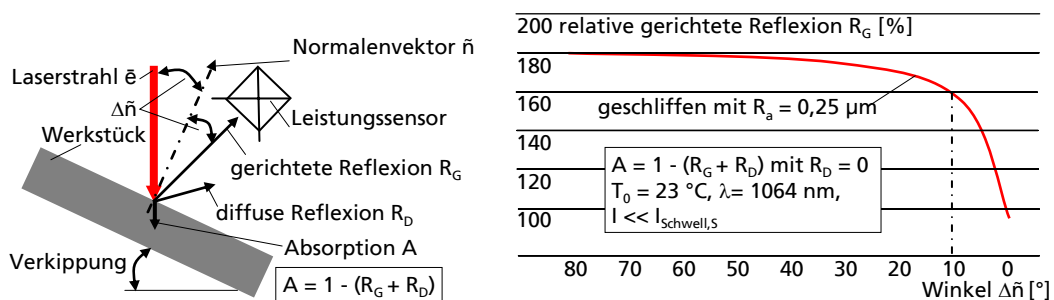 Normalenvektor ñ
Laserstrahl ē
Δñ
Werkstück
Leistungssensor
gerichtete Reflexion R_G
diffuse Reflexion R_D
Absorption A
Verkippung
A = 1 - (R_G + R_D)
200 relative gerichtete Reflexion R_G [%]
180
160
geschliffen mit R_a = 0,25 µm
140
120
100
A = 1 - (R_G + R_D) mit R_D = 0
T_0 = 23 °C, λ= 1064 nm,
I << I_Schwell,S
80 70 60 50 40 30 20 10 0
Winkel Δñ [°]